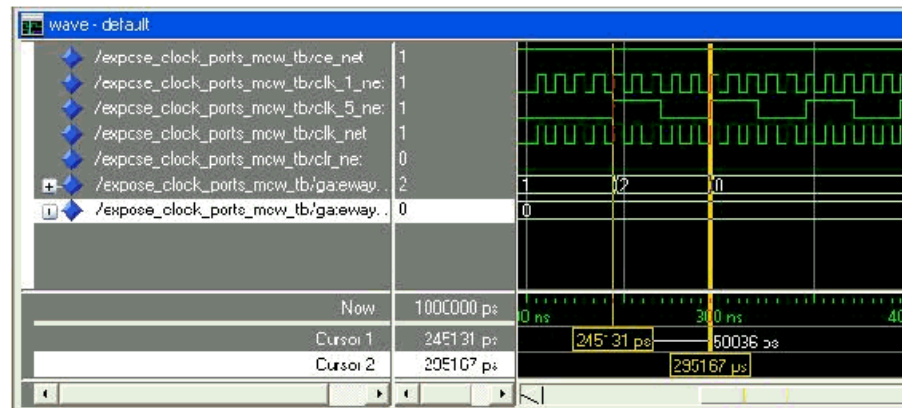 wave - default
/expose_clock_ports_mcw_tb/ce_net 1
/expose_clock_ports_mcw_tb/clk_1_ne: 1
/expose_clock_ports_mcw_tb/clk_5_ne: 1
/expose_clock_ports_mcw_tb/clk_net 1
/expose_clock_ports_mcw_tb/clr_ne: 0
/expose_clock_ports_mcw_tb/gateway... 2 1 2 0
/expose_clock_ports_mcw_tb/gateway... 0 0
Now 1000000 ps 00 ns 300 ns 40
Cursor 1 245131 ps 245131 ps 50036 ps
Cursor 2 295167 ps 295167 ps